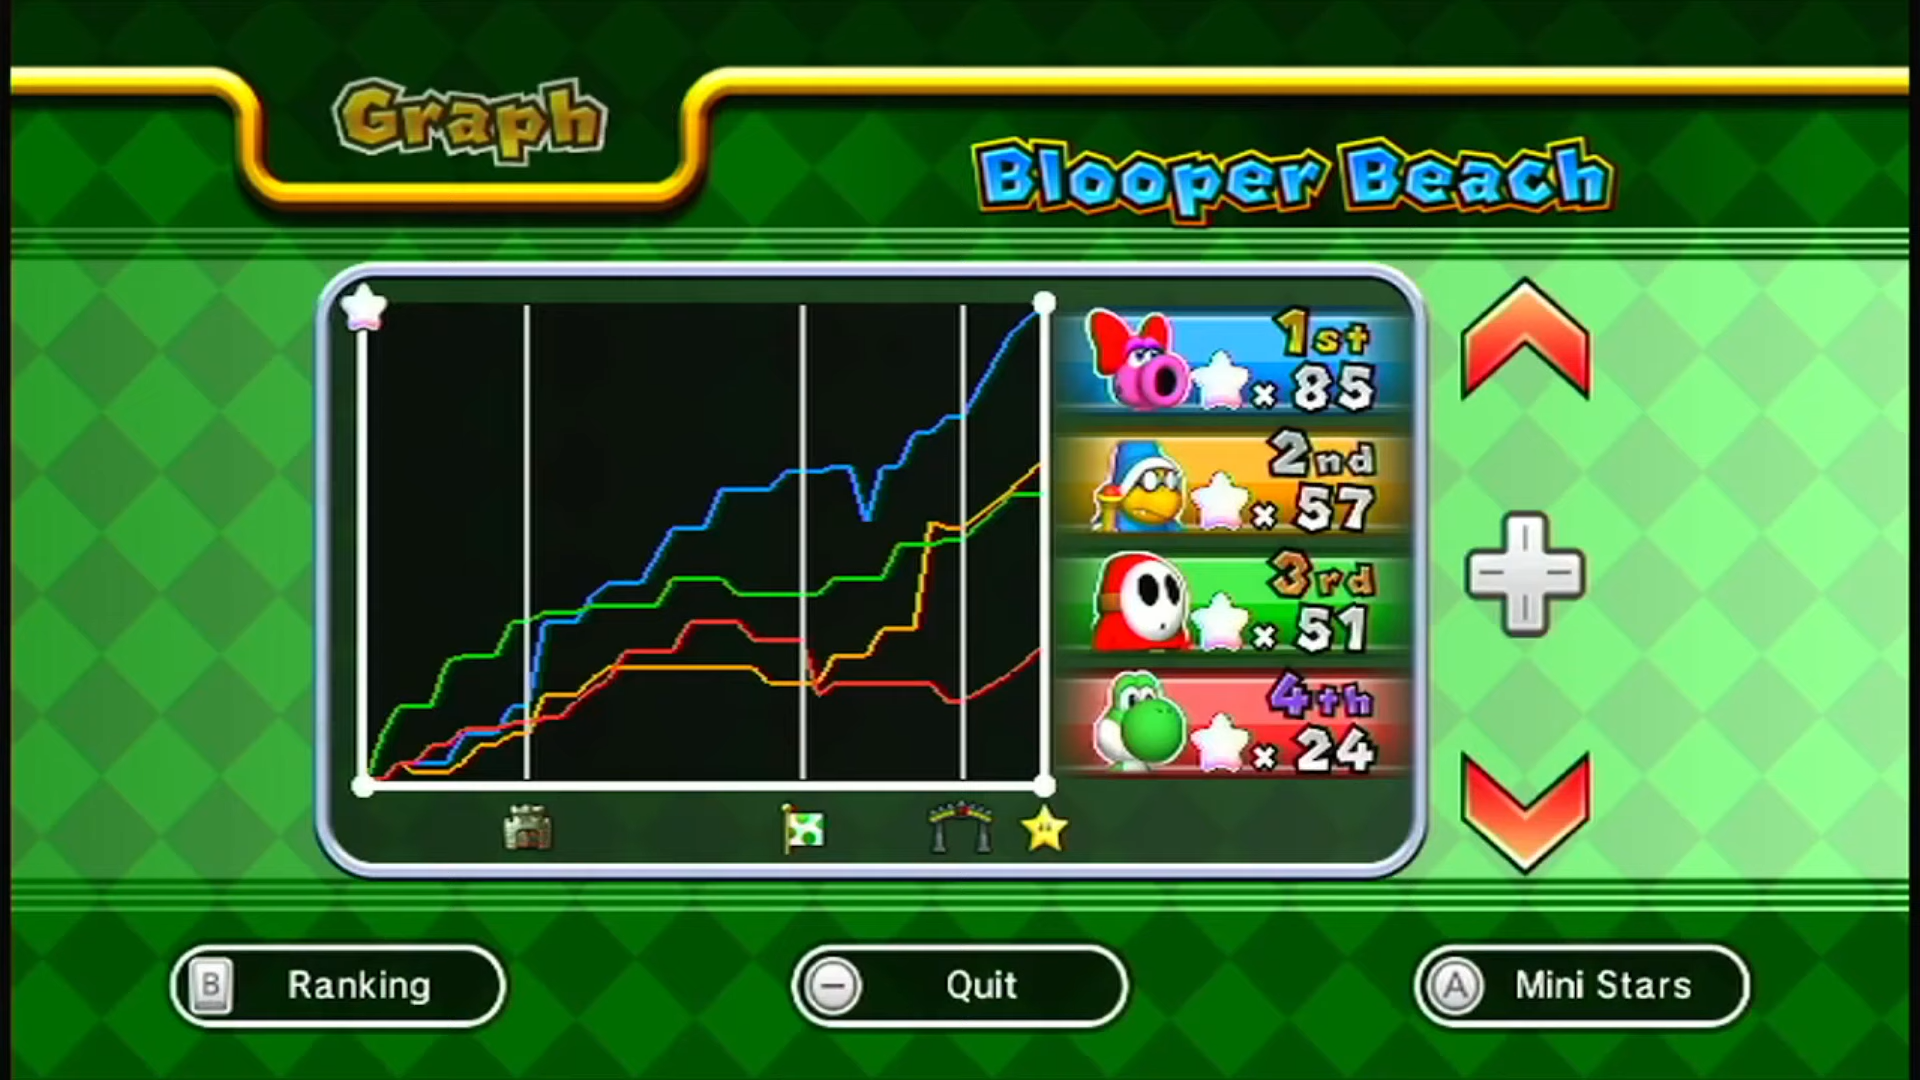 Graph
Blooper Beach
1st
× 85
2nd
× 57
3rd
× 51
4th
× 24
B Ranking
− Quit
A Mini Stars